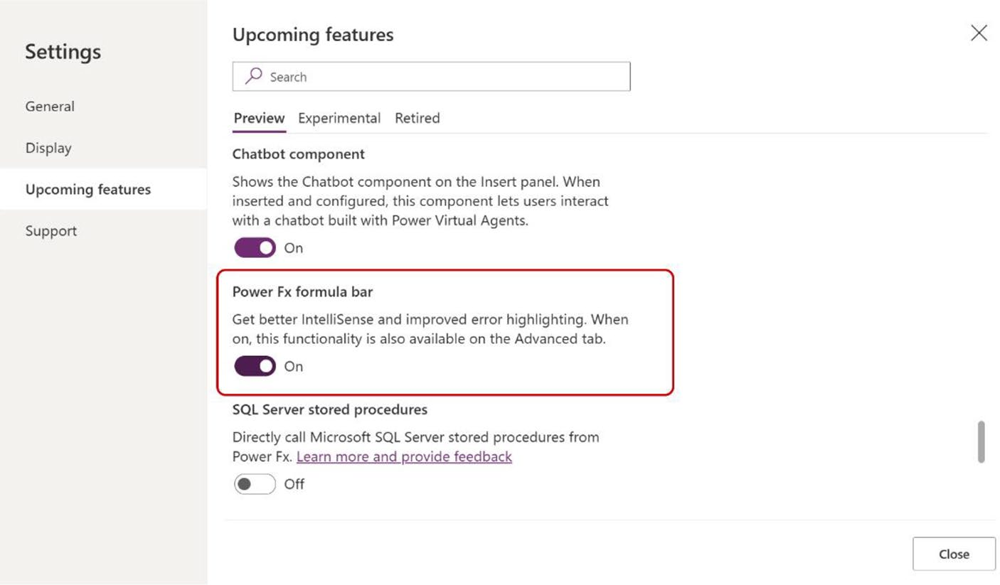 Settings
General
Display
Upcoming features
Support
Upcoming features
Search
Preview Experimental Retired
Chatbot component
Shows the Chatbot component on the Insert panel. When
inserted and configured, this component lets users interact
with a chatbot built with Power Virtual Agents.
On
Power Fx formula bar
Get better IntelliSense and improved error highlighting. When
on, this functionality is also available on the Advanced tab.
On
SQL Server stored procedures
Directly call Microsoft SQL Server stored procedures from
Power Fx. Learn more and provide feedback
Off
Close